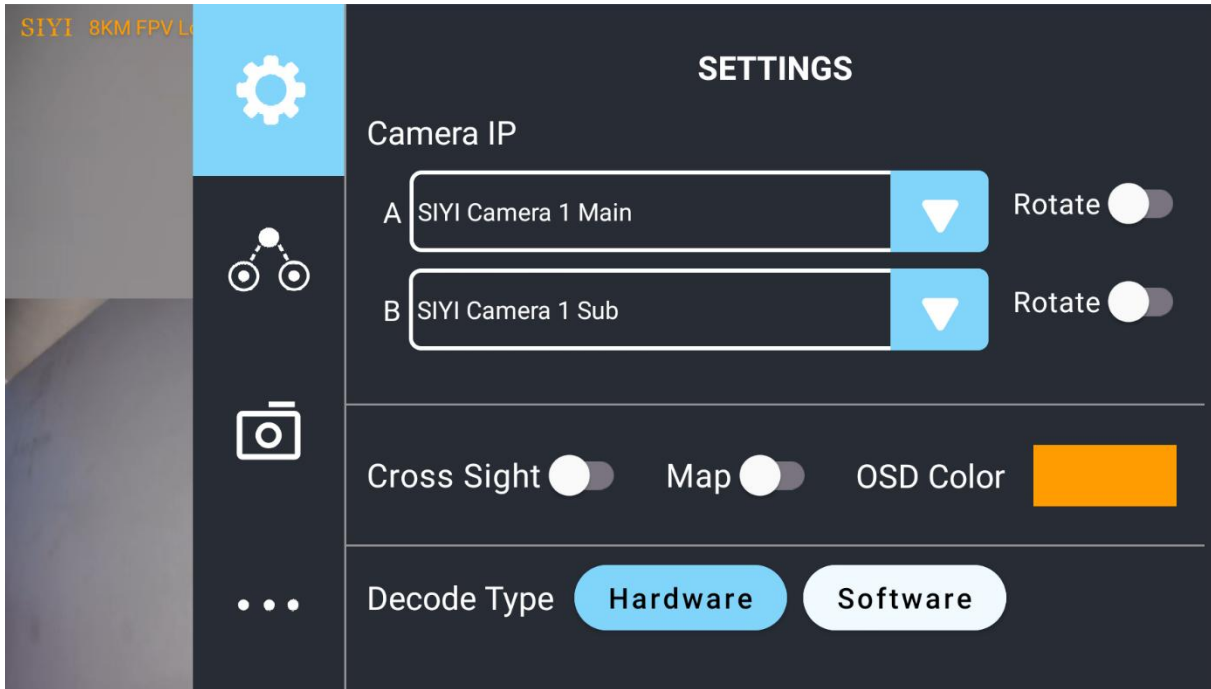 SIYI 8KM FPV
SETTINGS
Camera IP
A SIYI Camera 1 Main Rotate
B SIYI Camera 1 Sub Rotate
Cross Sight Map OSD Color
Decode Type Hardware Software